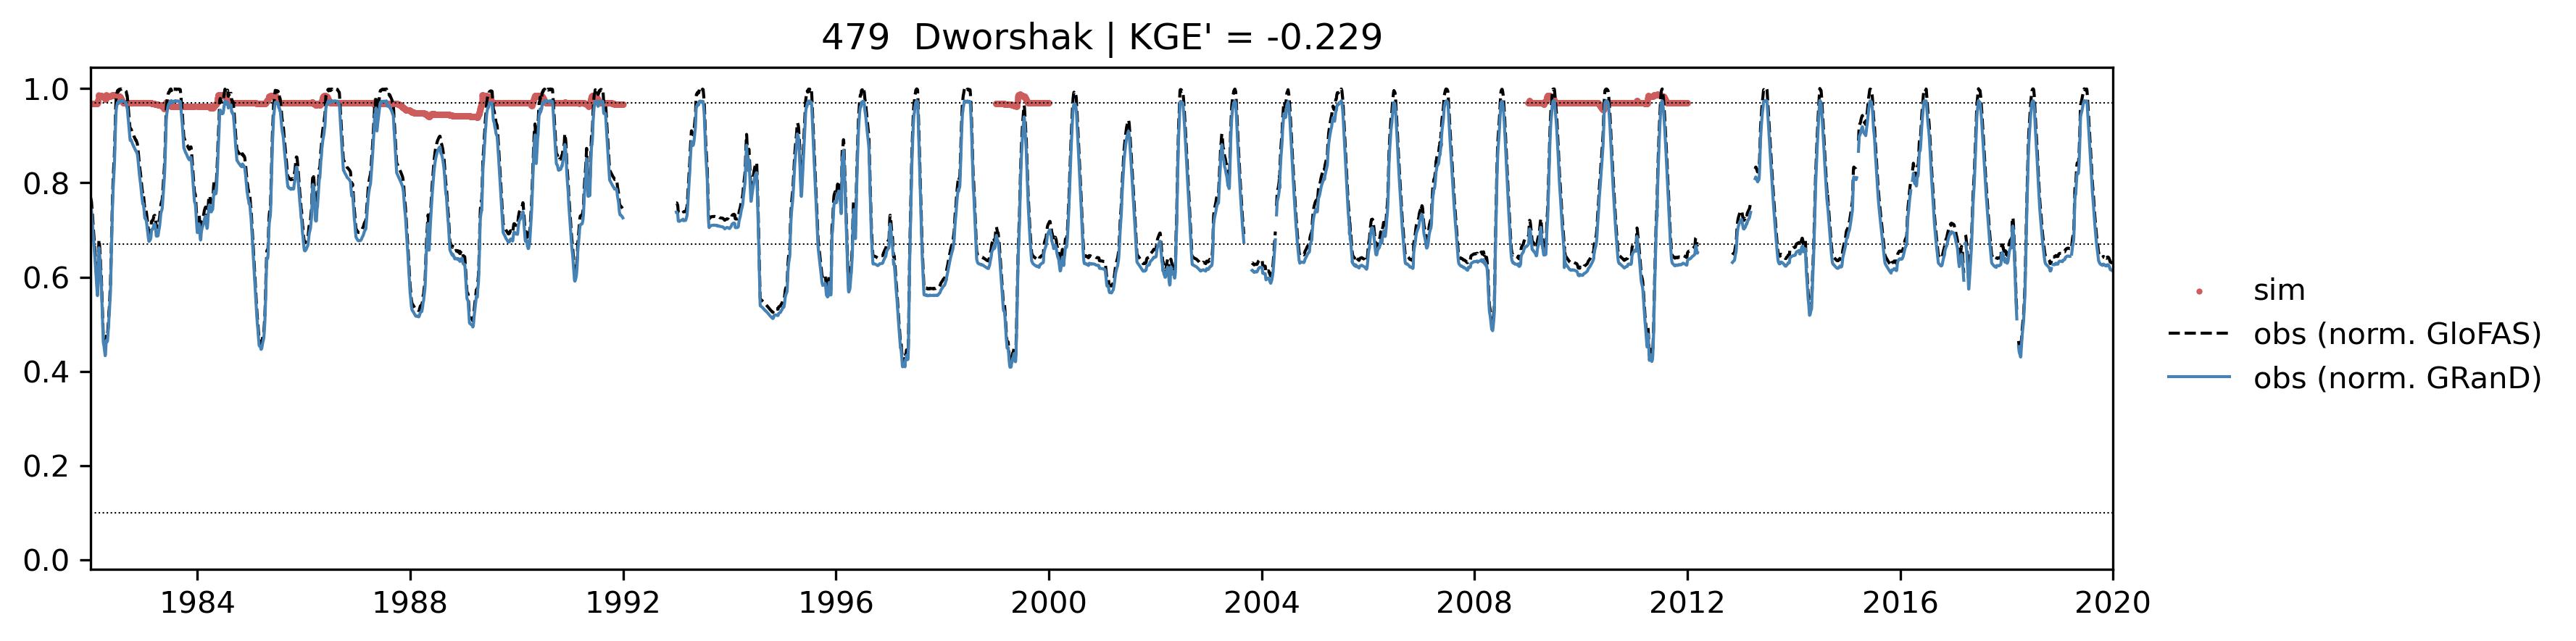 479  Dworshak | KGE' = -0.229
1.0
0.8
0.6
0.4
0.2
0.0
1984 1988 1992 1996 2000 2004 2008 2012 2016 2020
sim
obs (norm. GloFAS)
obs (norm. GRanD)